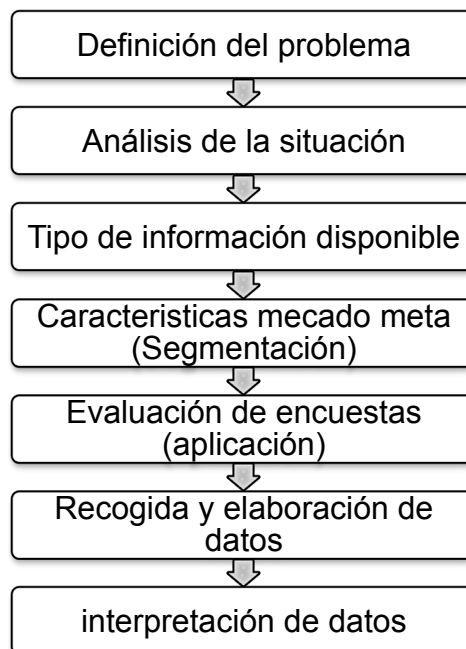 Definición del problema
Análisis de la situación
Tipo de información disponible
Caracteristicas mecado meta
(Segmentación)
Evaluación de encuestas
(aplicación)
Recogida y elaboración de
datos
interpretación de datos